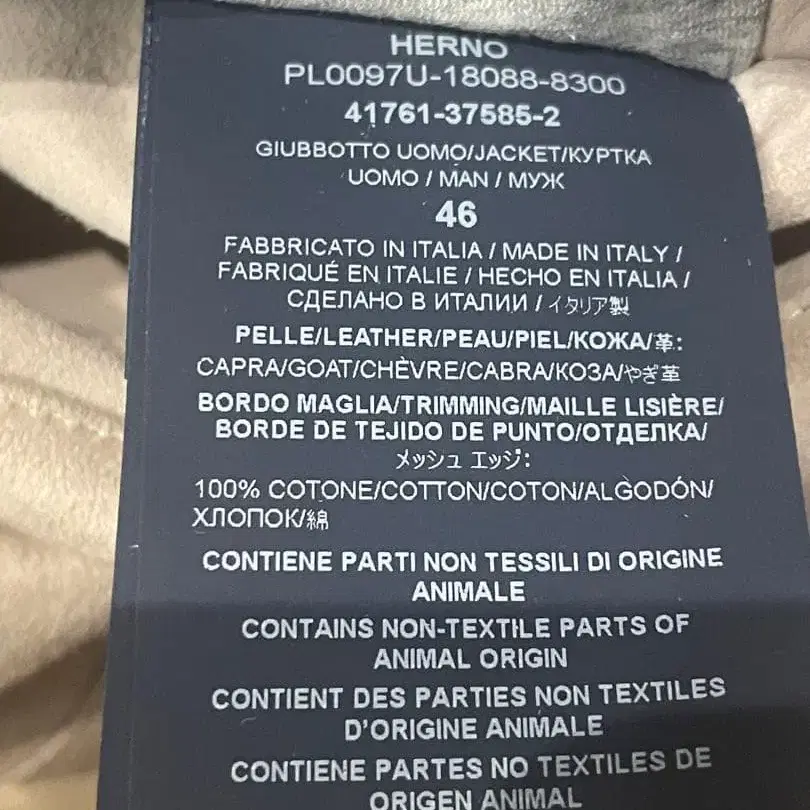 HERNO
PL0097U-18088-8300
41761-37585-2
GIUBBOTTO UOMO/JACKET/КУРТКА
UOMO / MAN / МУЖ
46
FABBRICATO IN ITALIA / MADE IN ITALY /
FABRIQUÉ EN ITALIE / HECHO EN ITALIA /
СДЕЛАНО В ИТАЛИИ / イタリア製
PELLE/LEATHER/PEAU/PIEL/КОЖА/革:
CAPRA/GOAT/CHÈVRE/CABRA/КОЗА/やぎ革
BORDO MAGLIA/TRIMMING/MAILLE LISIÈRE/
BORDE DE TEJIDO DE PUNTO/ОТДЕЛКА/
メッシュ エッジ:
100% COTONE/COTTON/COTON/ALGODÓN/
ХЛОПОК/綿
CONTIENE PARTI NON TESSILI DI ORIGINE
ANIMALE
CONTAINS NON-TEXTILE PARTS OF
ANIMAL ORIGIN
CONTIENT DES PARTIES NON TEXTILES
D'ORIGINE ANIMALE
CONTIENE PARTES NO TEXTILES DE
ORIGEN ANIMAL